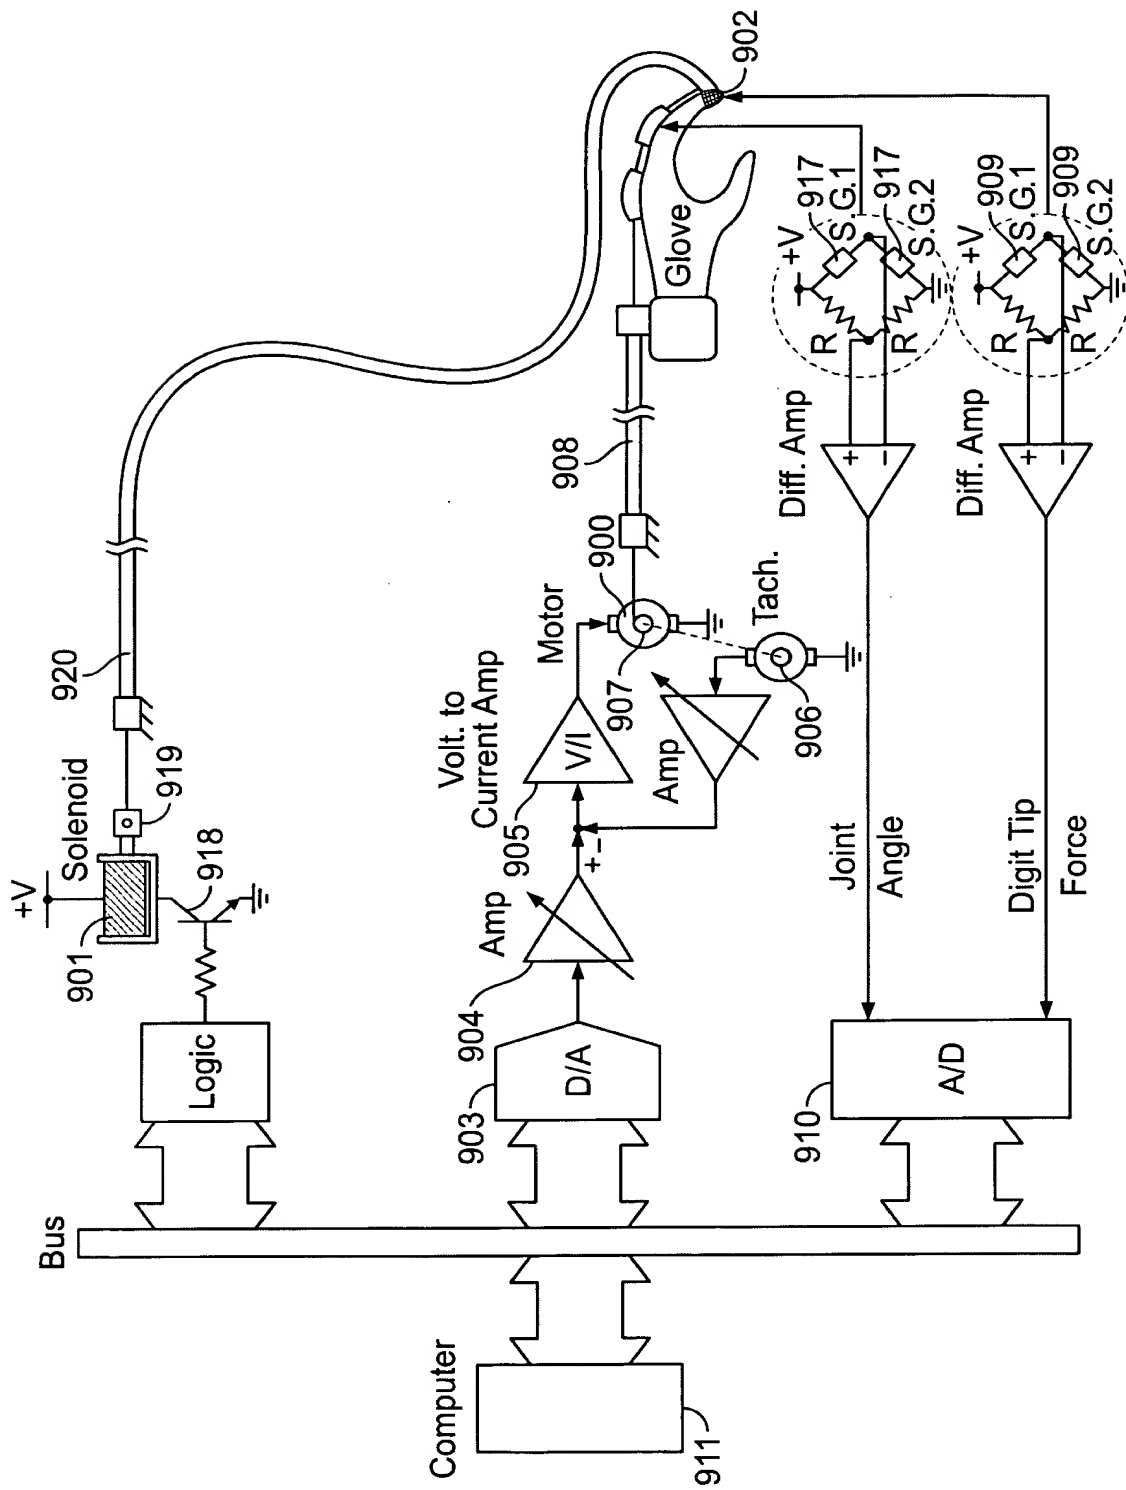 Computer
911
Bus
Logic
+V
901
Solenoid
918
919
920
903
D/A
904
Amp
+
−
905
V/I
Volt. to
Current Amp
Motor
900
907
908
Amp
906
Tach.
Glove
902
910
A/D
Joint
Angle
Digit Tip
Force
Diff. Amp
+
−
R
R
+V
917
S.G.1
917
S.G.2
Diff. Amp
+
−
R
R
+V
909
S.G.1
909
S.G.2